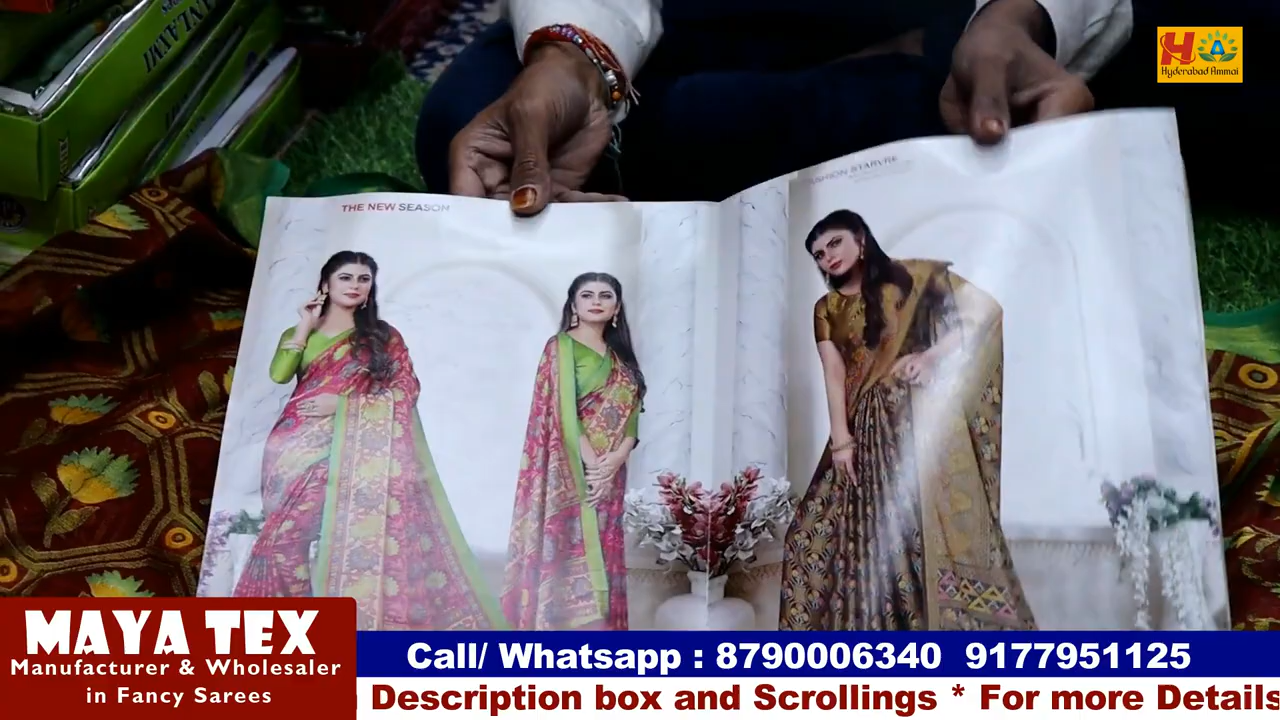 H
Hyderabad Ammai
THE NEW SEASON
MAYA TEX
Manufacturer & Wholesaler
in Fancy Sarees
Call/ Whatsapp : 8790006340 9177951125
Description box and Scrollings * For more Details